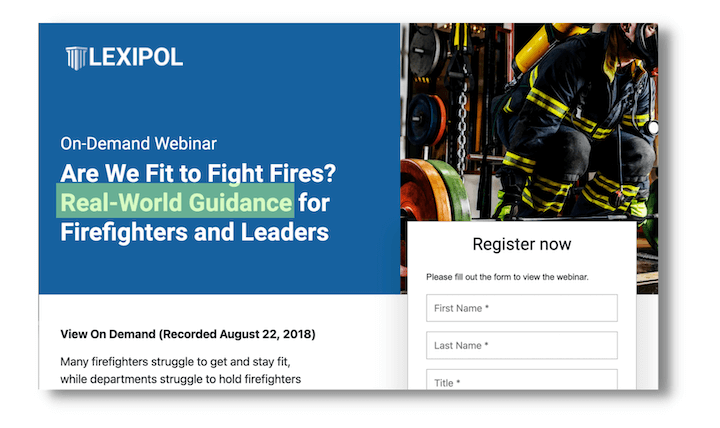 LEXIPOL
On-Demand Webinar
Are We Fit to Fight Fires?
Real-World Guidance for
Firefighters and Leaders
View On Demand (Recorded August 22, 2018)
Many firefighters struggle to get and stay fit,
while departments struggle to hold firefighters
Register now
Please fill out the form to view the webinar.
First Name *
Last Name *
Title *